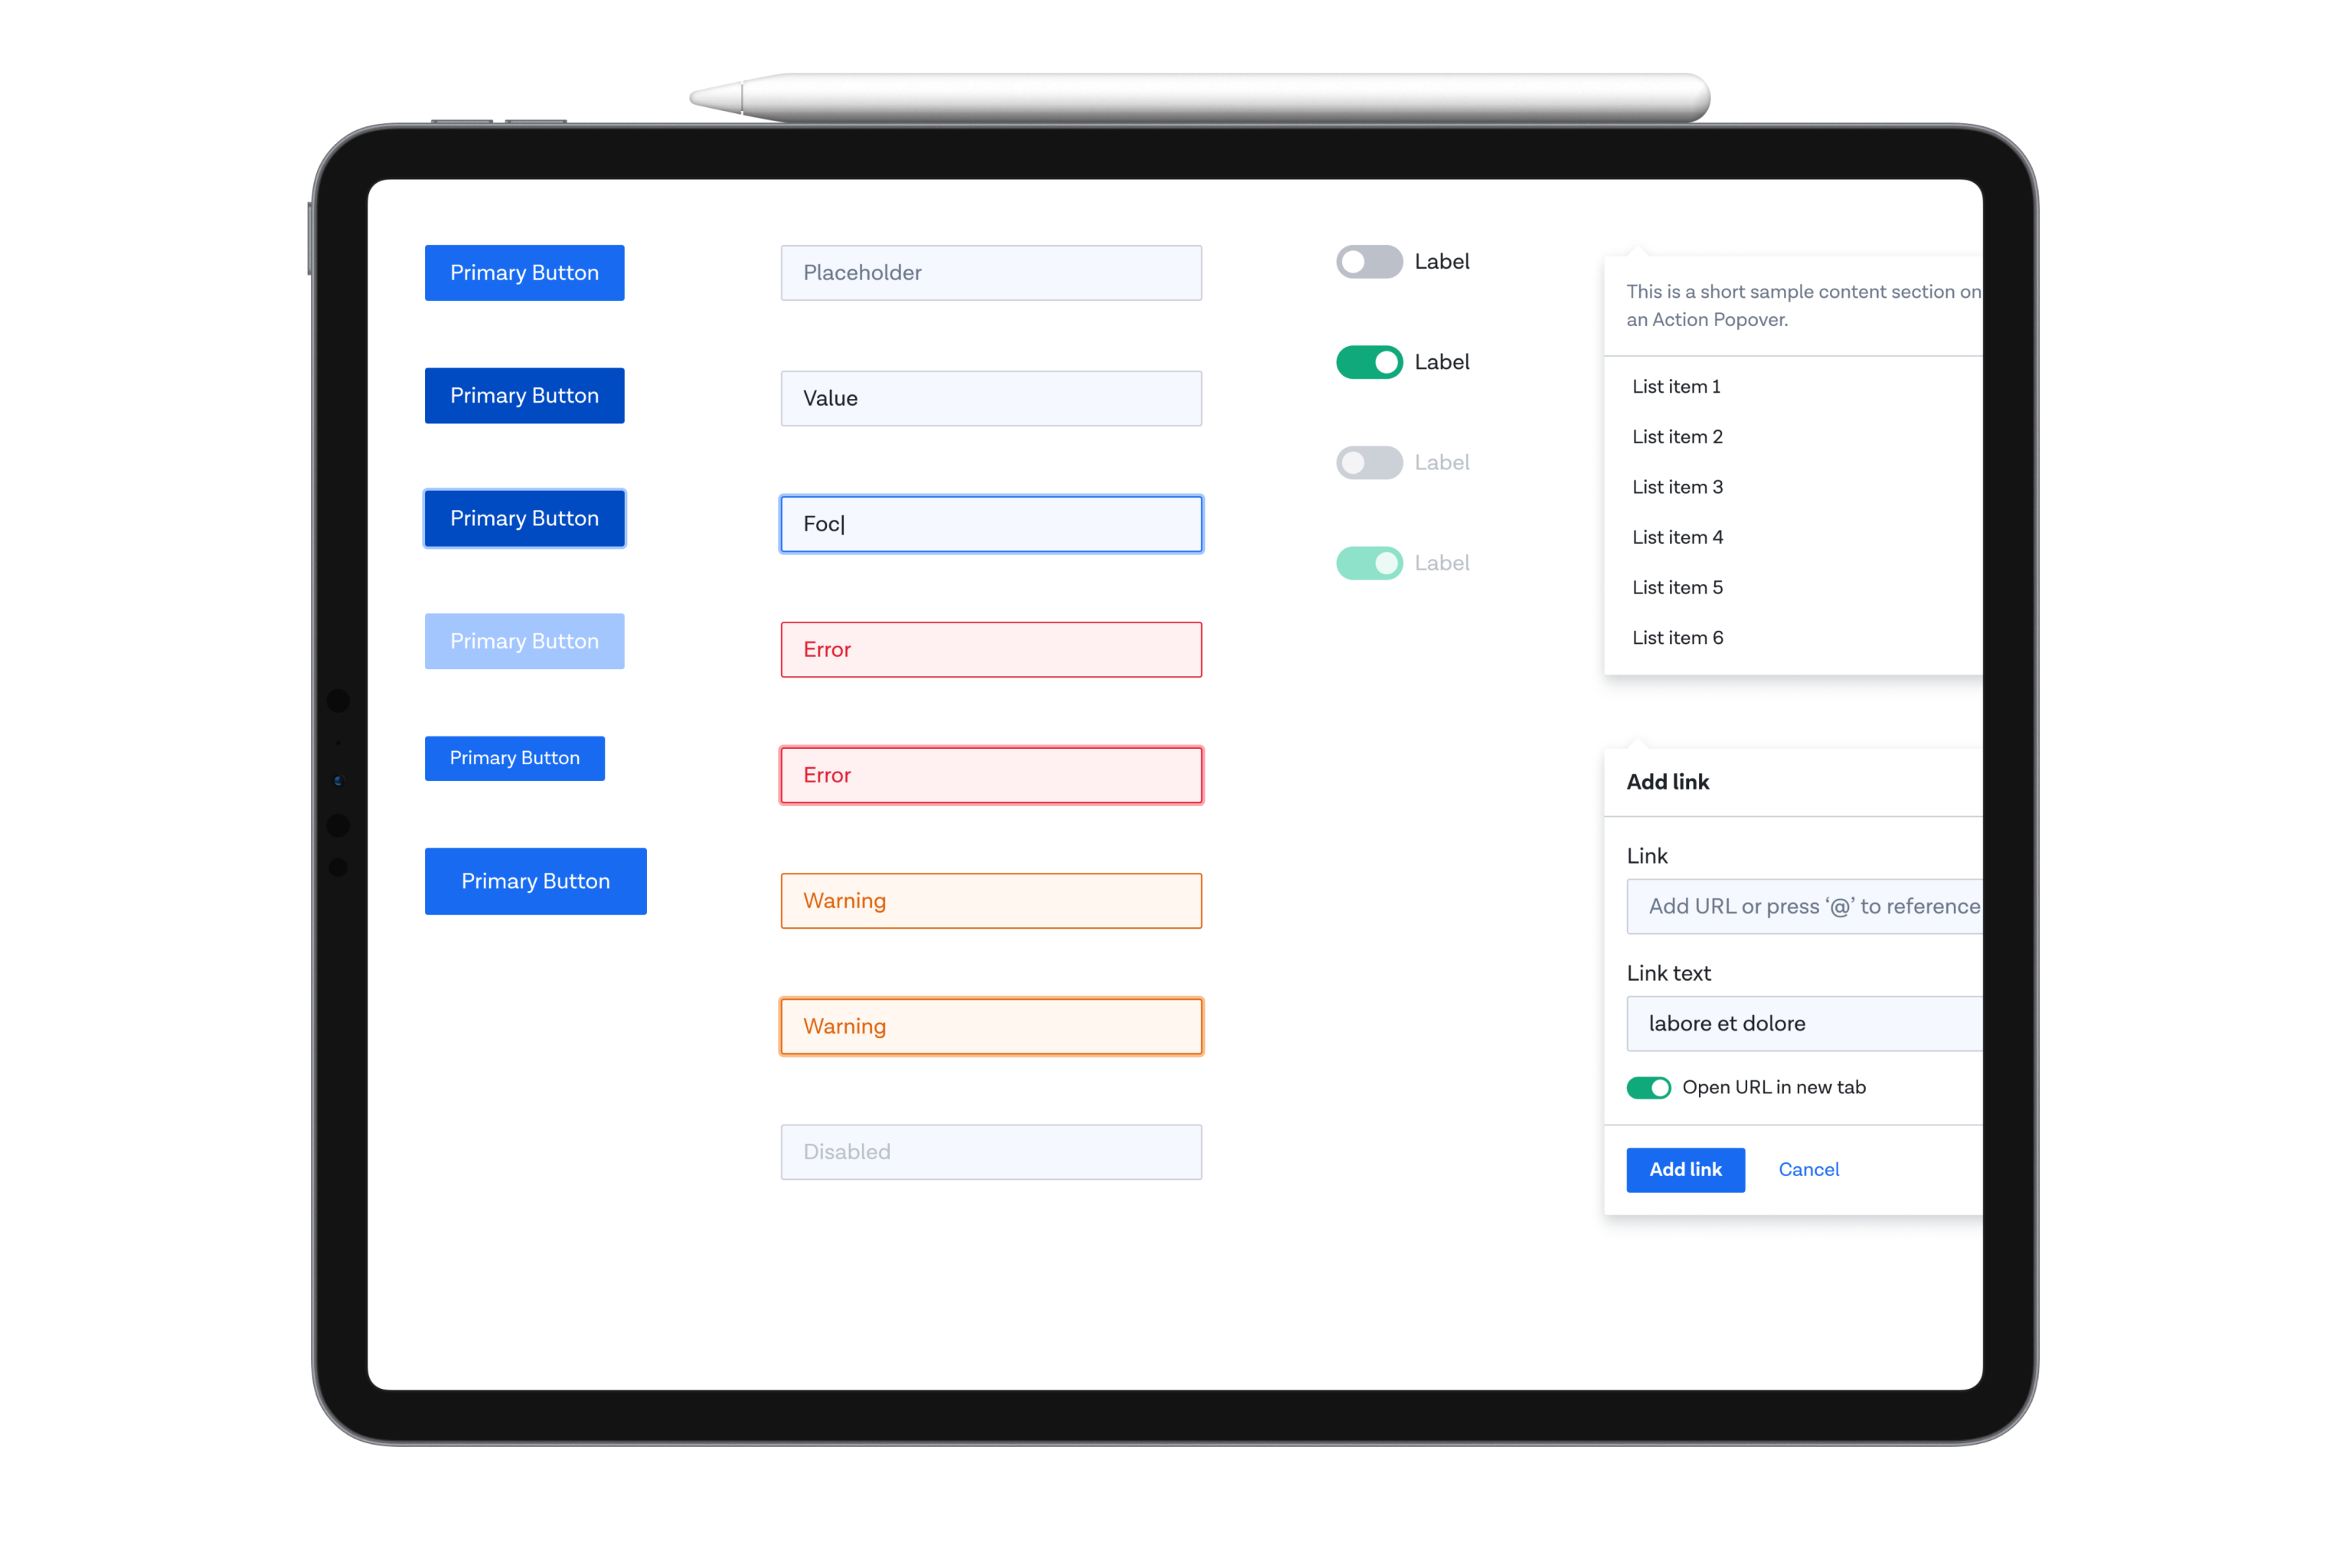 Primary Button
Primary Button
Primary Button
Primary Button
Primary Button
Primary Button
Placeholder
Value
Foc
Error
Error
Warning
Warning
Disabled
Label
Label
Label
Label
This is a short sample content section on
an Action Popover.
List item 1
List item 2
List item 3
List item 4
List item 5
List item 6
Add link
Link
Add URL or press ‘@’ to reference
Link text
labore et dolore
Open URL in new tab
Add link
Cancel